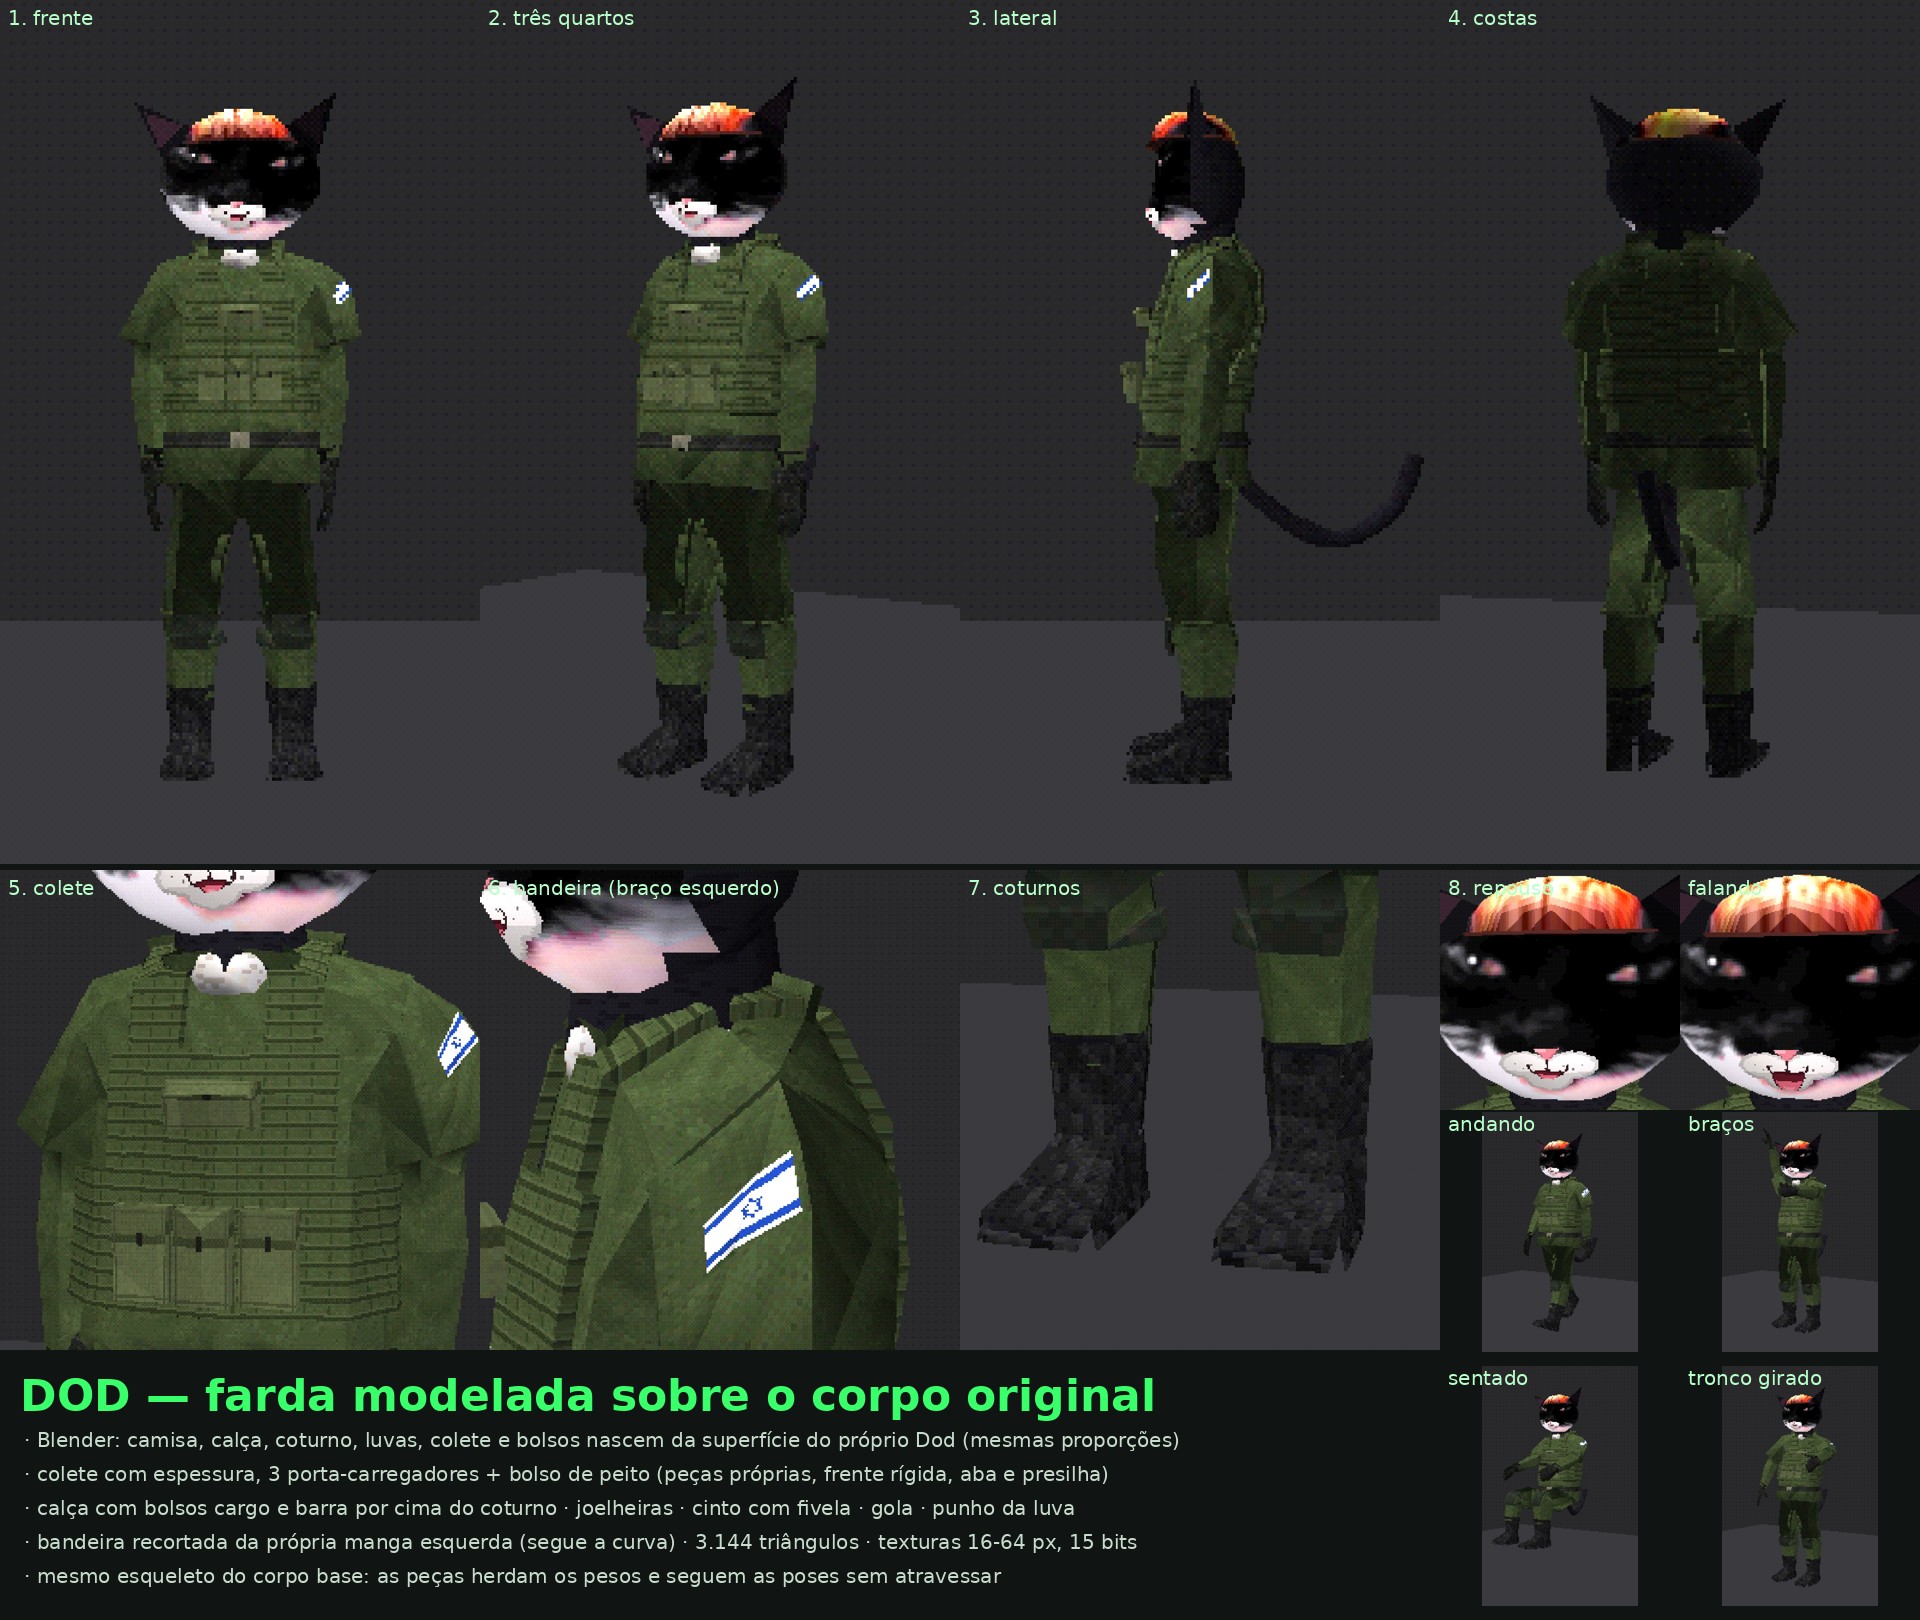 1. frente
2. três quartos
3. lateral
4. costas
5. colete
6. bandeira (braço esquerdo)
7. coturnos
8. repouso
falando
andando
braços
sentado
tronco girado
DOD — farda modelada sobre o corpo original
· Blender: camisa, calça, coturno, luvas, colete e bolsos nascem da superfície do próprio Dod (mesmas proporções)
· colete com espessura, 3 porta-carregadores + bolso de peito (peças próprias, frente rígida, aba e presilha)
· calça com bolsos cargo e barra por cima do coturno · joelheiras · cinto com fivela · gola · punho da luva
· bandeira recortada da própria manga esquerda (segue a curva) · 3.144 triângulos · texturas 16-64 px, 15 bits
· mesmo esqueleto do corpo base: as peças herdam os pesos e seguem as poses sem atravessar